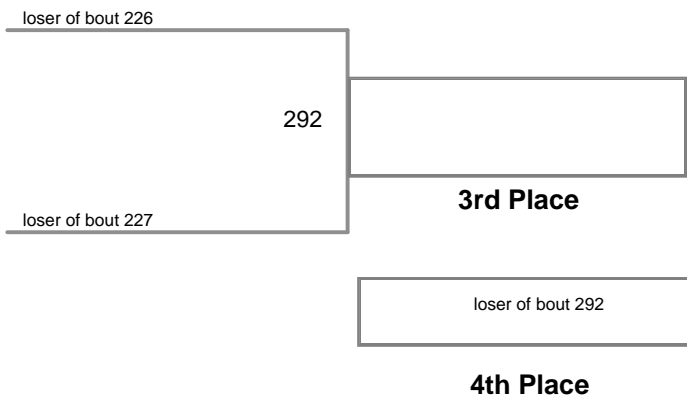 loser of bout 226
292
3rd Place
loser of bout 227
loser of bout 292
4th Place